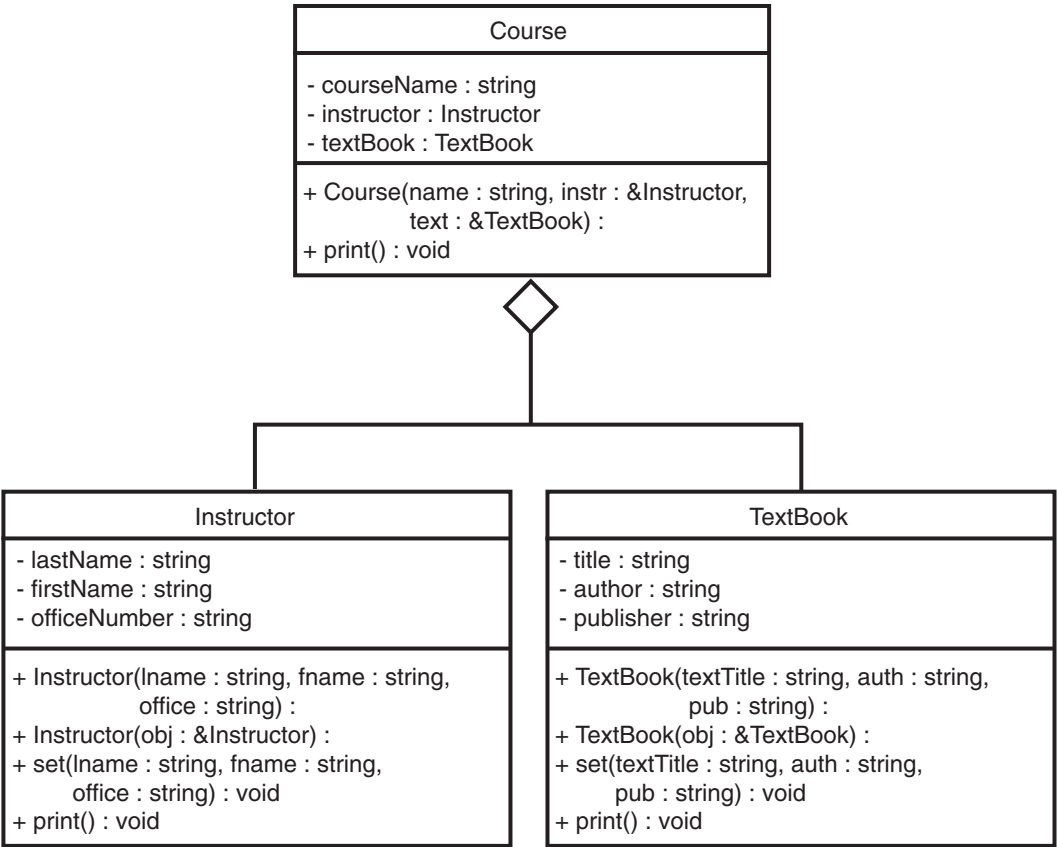 Course
- courseName : string
- instructor : Instructor
- textBook : TextBook
+ Course(name : string, instr : &Instructor,
text : &TextBook) :
+ print() : void
Instructor
- lastName : string
- firstName : string
- officeNumber : string
+ Instructor(lname : string, fname : string,
office : string) :
+ Instructor(obj : &Instructor) :
+ set(lname : string, fname : string,
office : string) : void
+ print() : void
TextBook
- title : string
- author : string
- publisher : string
+ TextBook(textTitle : string, auth : string,
pub : string) :
+ TextBook(obj : &TextBook) :
+ set(textTitle : string, auth : string,
pub : string) : void
+ print() : void